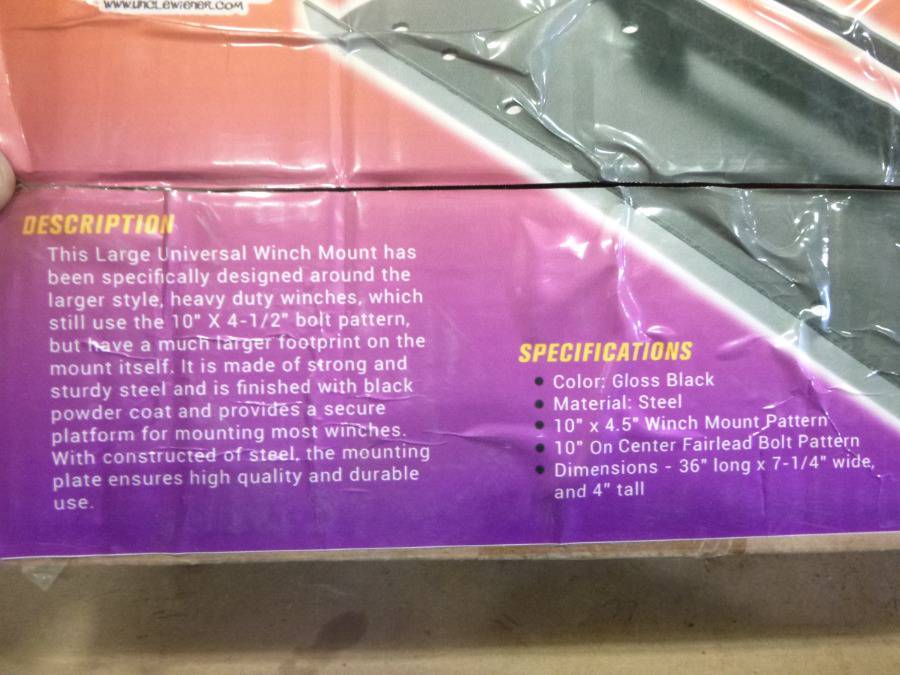 www.UncleWiener.com
DESCRIPTION
This Large Universal Winch Mount has
been specifically designed around the
larger style, heavy duty winches, which
still use the 10" X 4-1/2" bolt pattern,
but have a much larger footprint on the
mount itself. It is made of strong and
sturdy steel and is finished with black
powder coat and provides a secure
platform for mounting most winches.
With constructed of steel, the mounting
plate ensures high quality and durable
use.
SPECIFICATIONS
• Color: Gloss Black
• Material: Steel
• 10" x 4.5" Winch Mount Pattern
• 10" On Center Fairlead Bolt Pattern
• Dimensions - 36" long x 7-1/4" wide,
and 4" tall